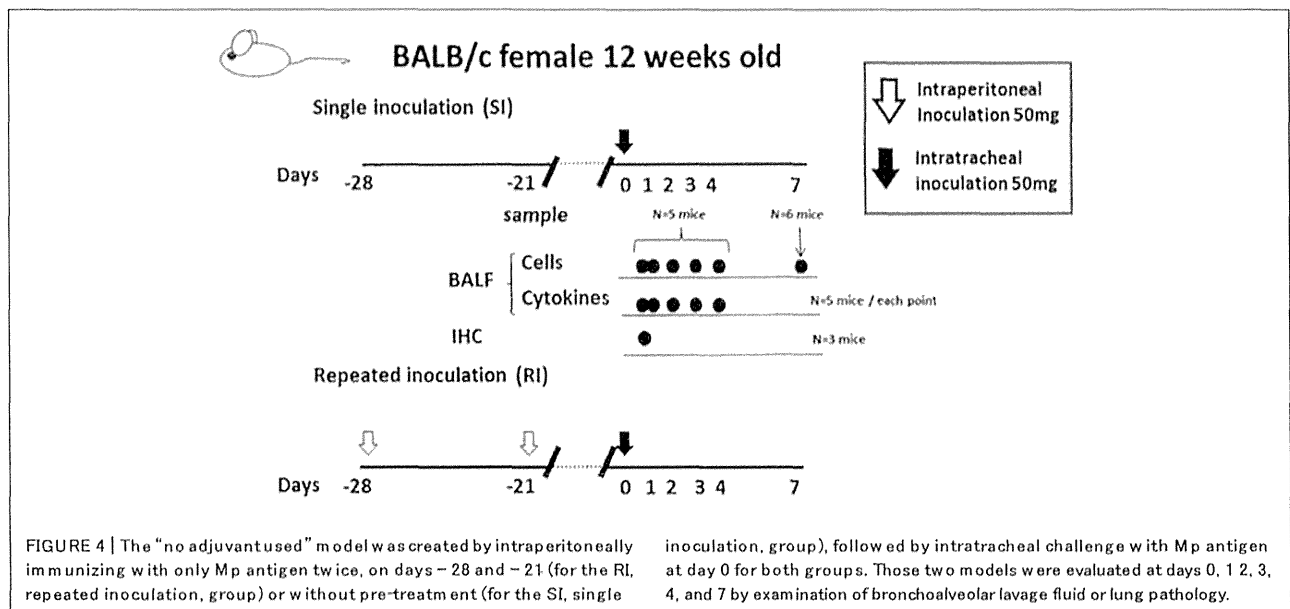 BALB/c female 12 weeks old
Intraperitoneal
Inoculation 50mg
Intratracheal
inoculation 50mg
Single inoculation (SI)
Days -28 -21 0 1 2 3 4 7
sample N=5 mice N=6 mice
BALF Cells
Cytokines N=5 mice / each point
IHC N=3 mice
Repeated inoculation (RI)
Days -28 -21 0 1 2 3 4 7
FIGURE 4 | The "no adjuvant used" model was created by intraperitoneally
immunizing with only Mp antigen twice, on days −28 and −21 (for the RI,
repeated inoculation, group) or without pre-treatment (for the SI, single
inoculation, group), followed by intratracheal challenge with Mp antigen
at day 0 for both groups. Those two models were evaluated at days 0, 1 2, 3,
4, and 7 by examination of bronchoalveolar lavage fluid or lung pathology.